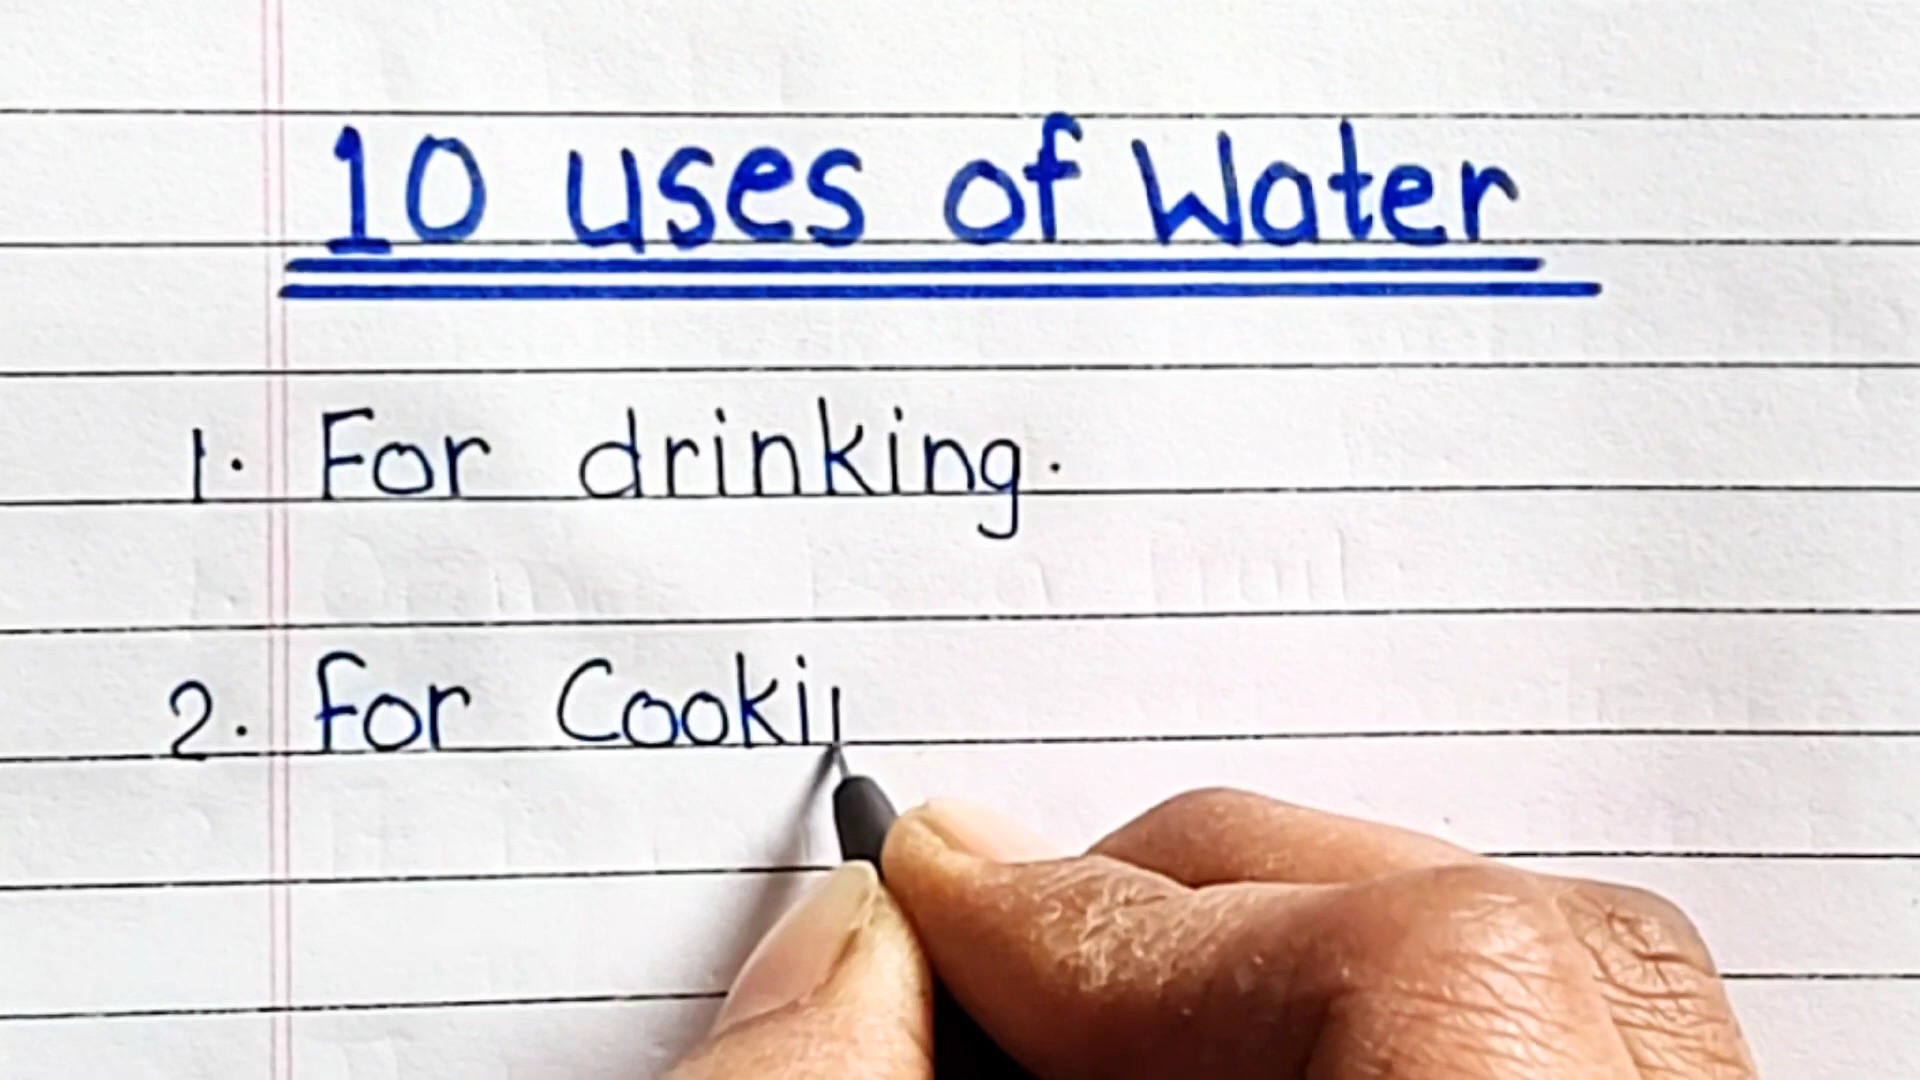 10 uses of Water
1. For drinking.
2. For Cooki